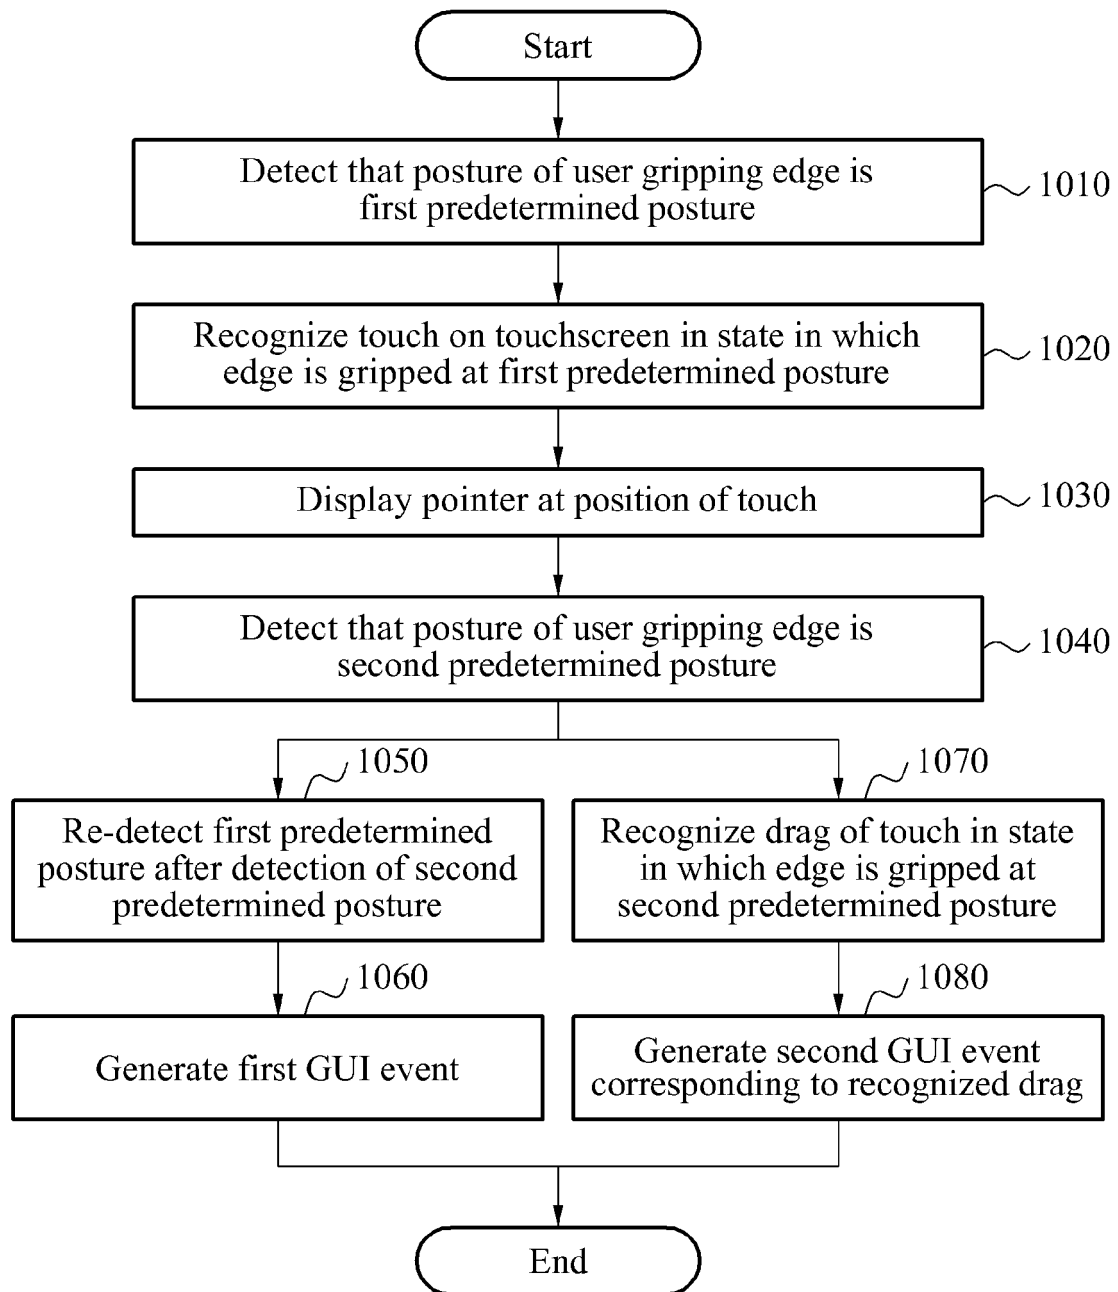 Start
Detect that posture of user gripping edge is
first predetermined posture
1010
Recognize touch on touchscreen in state in which
edge is gripped at first predetermined posture
1020
Display pointer at position of touch
1030
Detect that posture of user gripping edge is
second predetermined posture
1040
1050
Re-detect first predetermined
posture after detection of second
predetermined posture
1060
Generate first GUI event
1070
Recognize drag of touch in state
in which edge is gripped at
second predetermined posture
1080
Generate second GUI event
corresponding to recognized drag
End